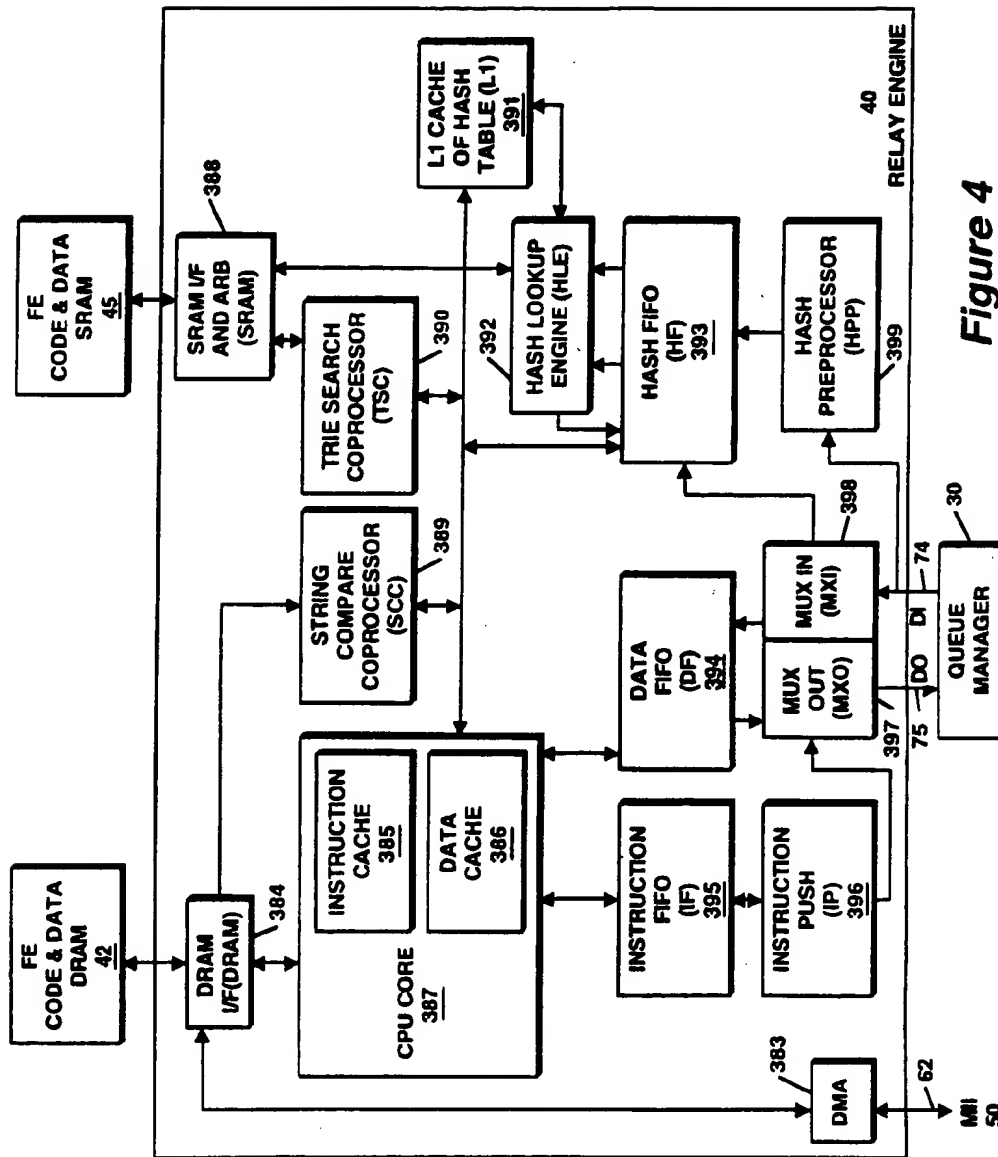 FE
CODE & DATA
DRAM
42
FE
CODE & DATA
SRAM
45
DRAM
I/F(DRAM)
384
SRAM I/F
AND ARB
(SRAM)
388
CPU CORE
387
INSTRUCTION
CACHE
385
DATA
CACHE
386
STRING
COMPARE
COPROCESSOR
(SCC)
389
TRIE SEARCH
COPROCESSOR
(TSC)
390
392
HASH LOOKUP
ENGINE (HLE)
L1 CACHE
OF HASH
TABLE (L1)
391
INSTRUCTION
FIFO
(IF)
395
DATA
FIFO
(DF)
394
HASH FIFO
(HF)
393
INSTRUCTION
PUSH
(IP)
396
MUX
OUT
(MXO)
397
MUX IN
(MXI)
398
HASH
PREPROCESSOR
(HPP)
399
40
RELAY ENGINE
DMA
383
62
50
75
DO
DI
74
QUEUE
MANAGER
30
Figure 4